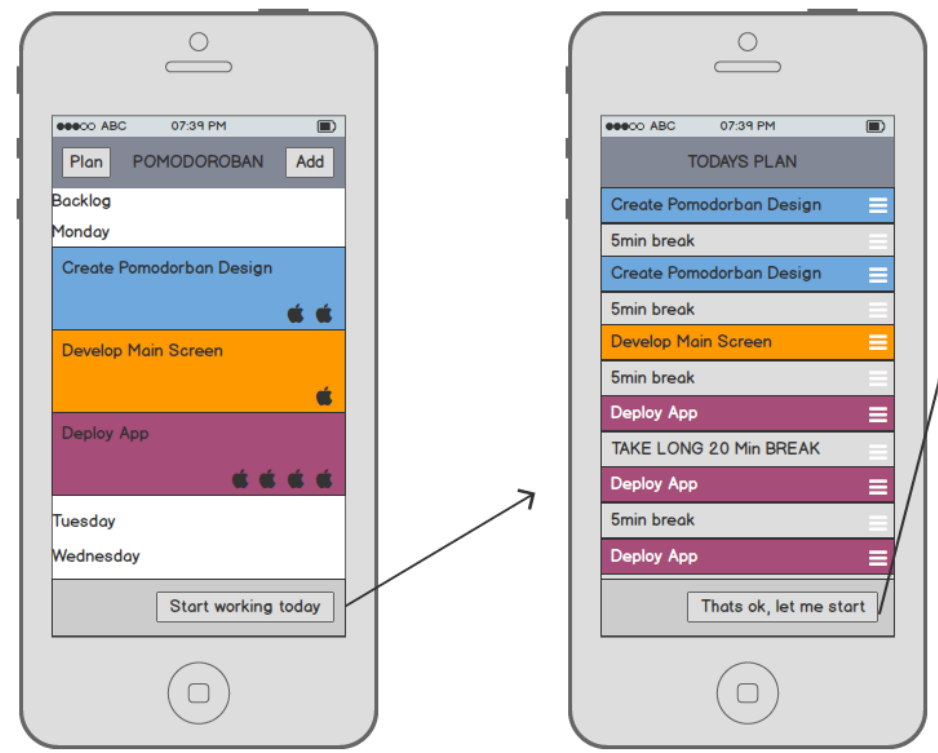 ABC 07:39 PM
Plan POMODOROBAN Add
Backlog
Monday
Create Pomodorban Design
Develop Main Screen
Deploy App
Tuesday
Wednesday
Start working today
ABC 07:39 PM
TODAYS PLAN
Create Pomodorban Design
5min break
Create Pomodorban Design
5min break
Develop Main Screen
5min break
Deploy App
TAKE LONG 20 Min BREAK
Deploy App
5min break
Deploy App
Thats ok, let me start